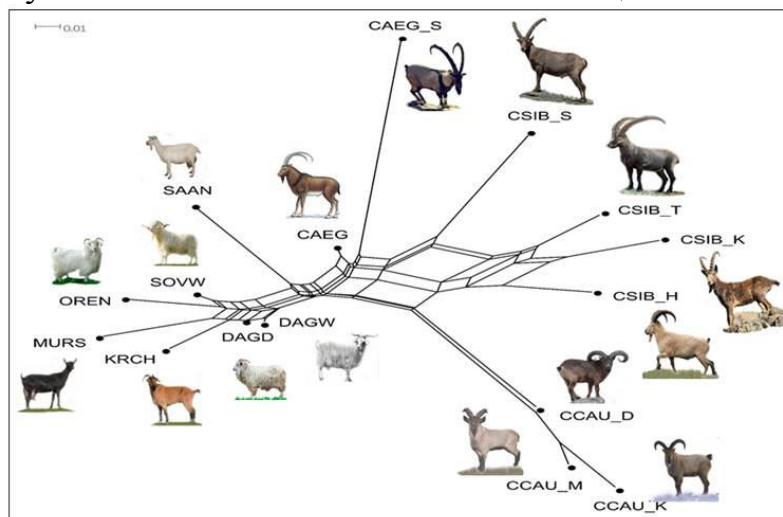 0.01
CAEG_S
CSIB_S
CSIB_T
SAAN
CAEG
CSIB_K
SOVW
OREN
CSIB_H
DAGW
MURS
DAGD
KRCH
CCAU_D
CCAU_M
CCAU_K